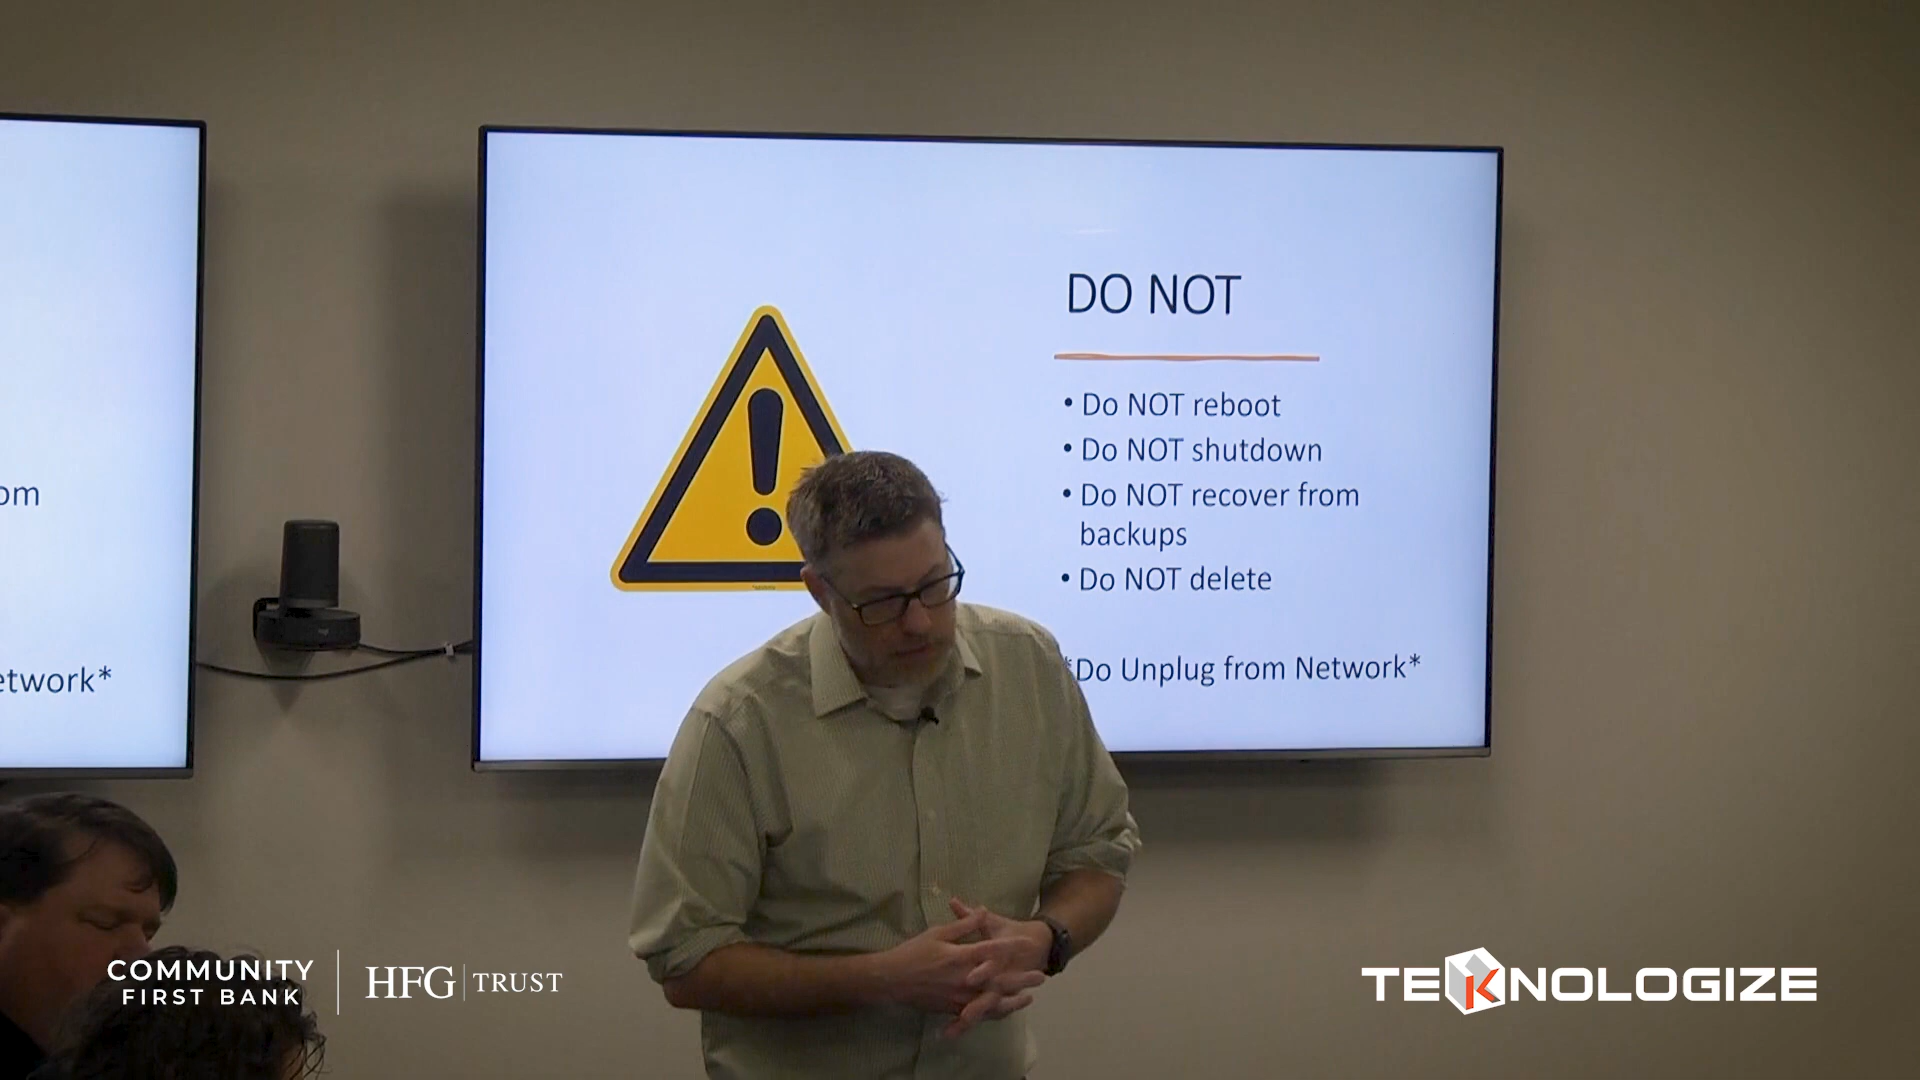 DO NOT
• Do NOT reboot
• Do NOT shutdown
• Do NOT recover from
backups
• Do NOT delete
*Do Unplug from Network*
om
etwork*
COMMUNITY
FIRST BANK
HFG TRUST
TEKNOLOGIZE